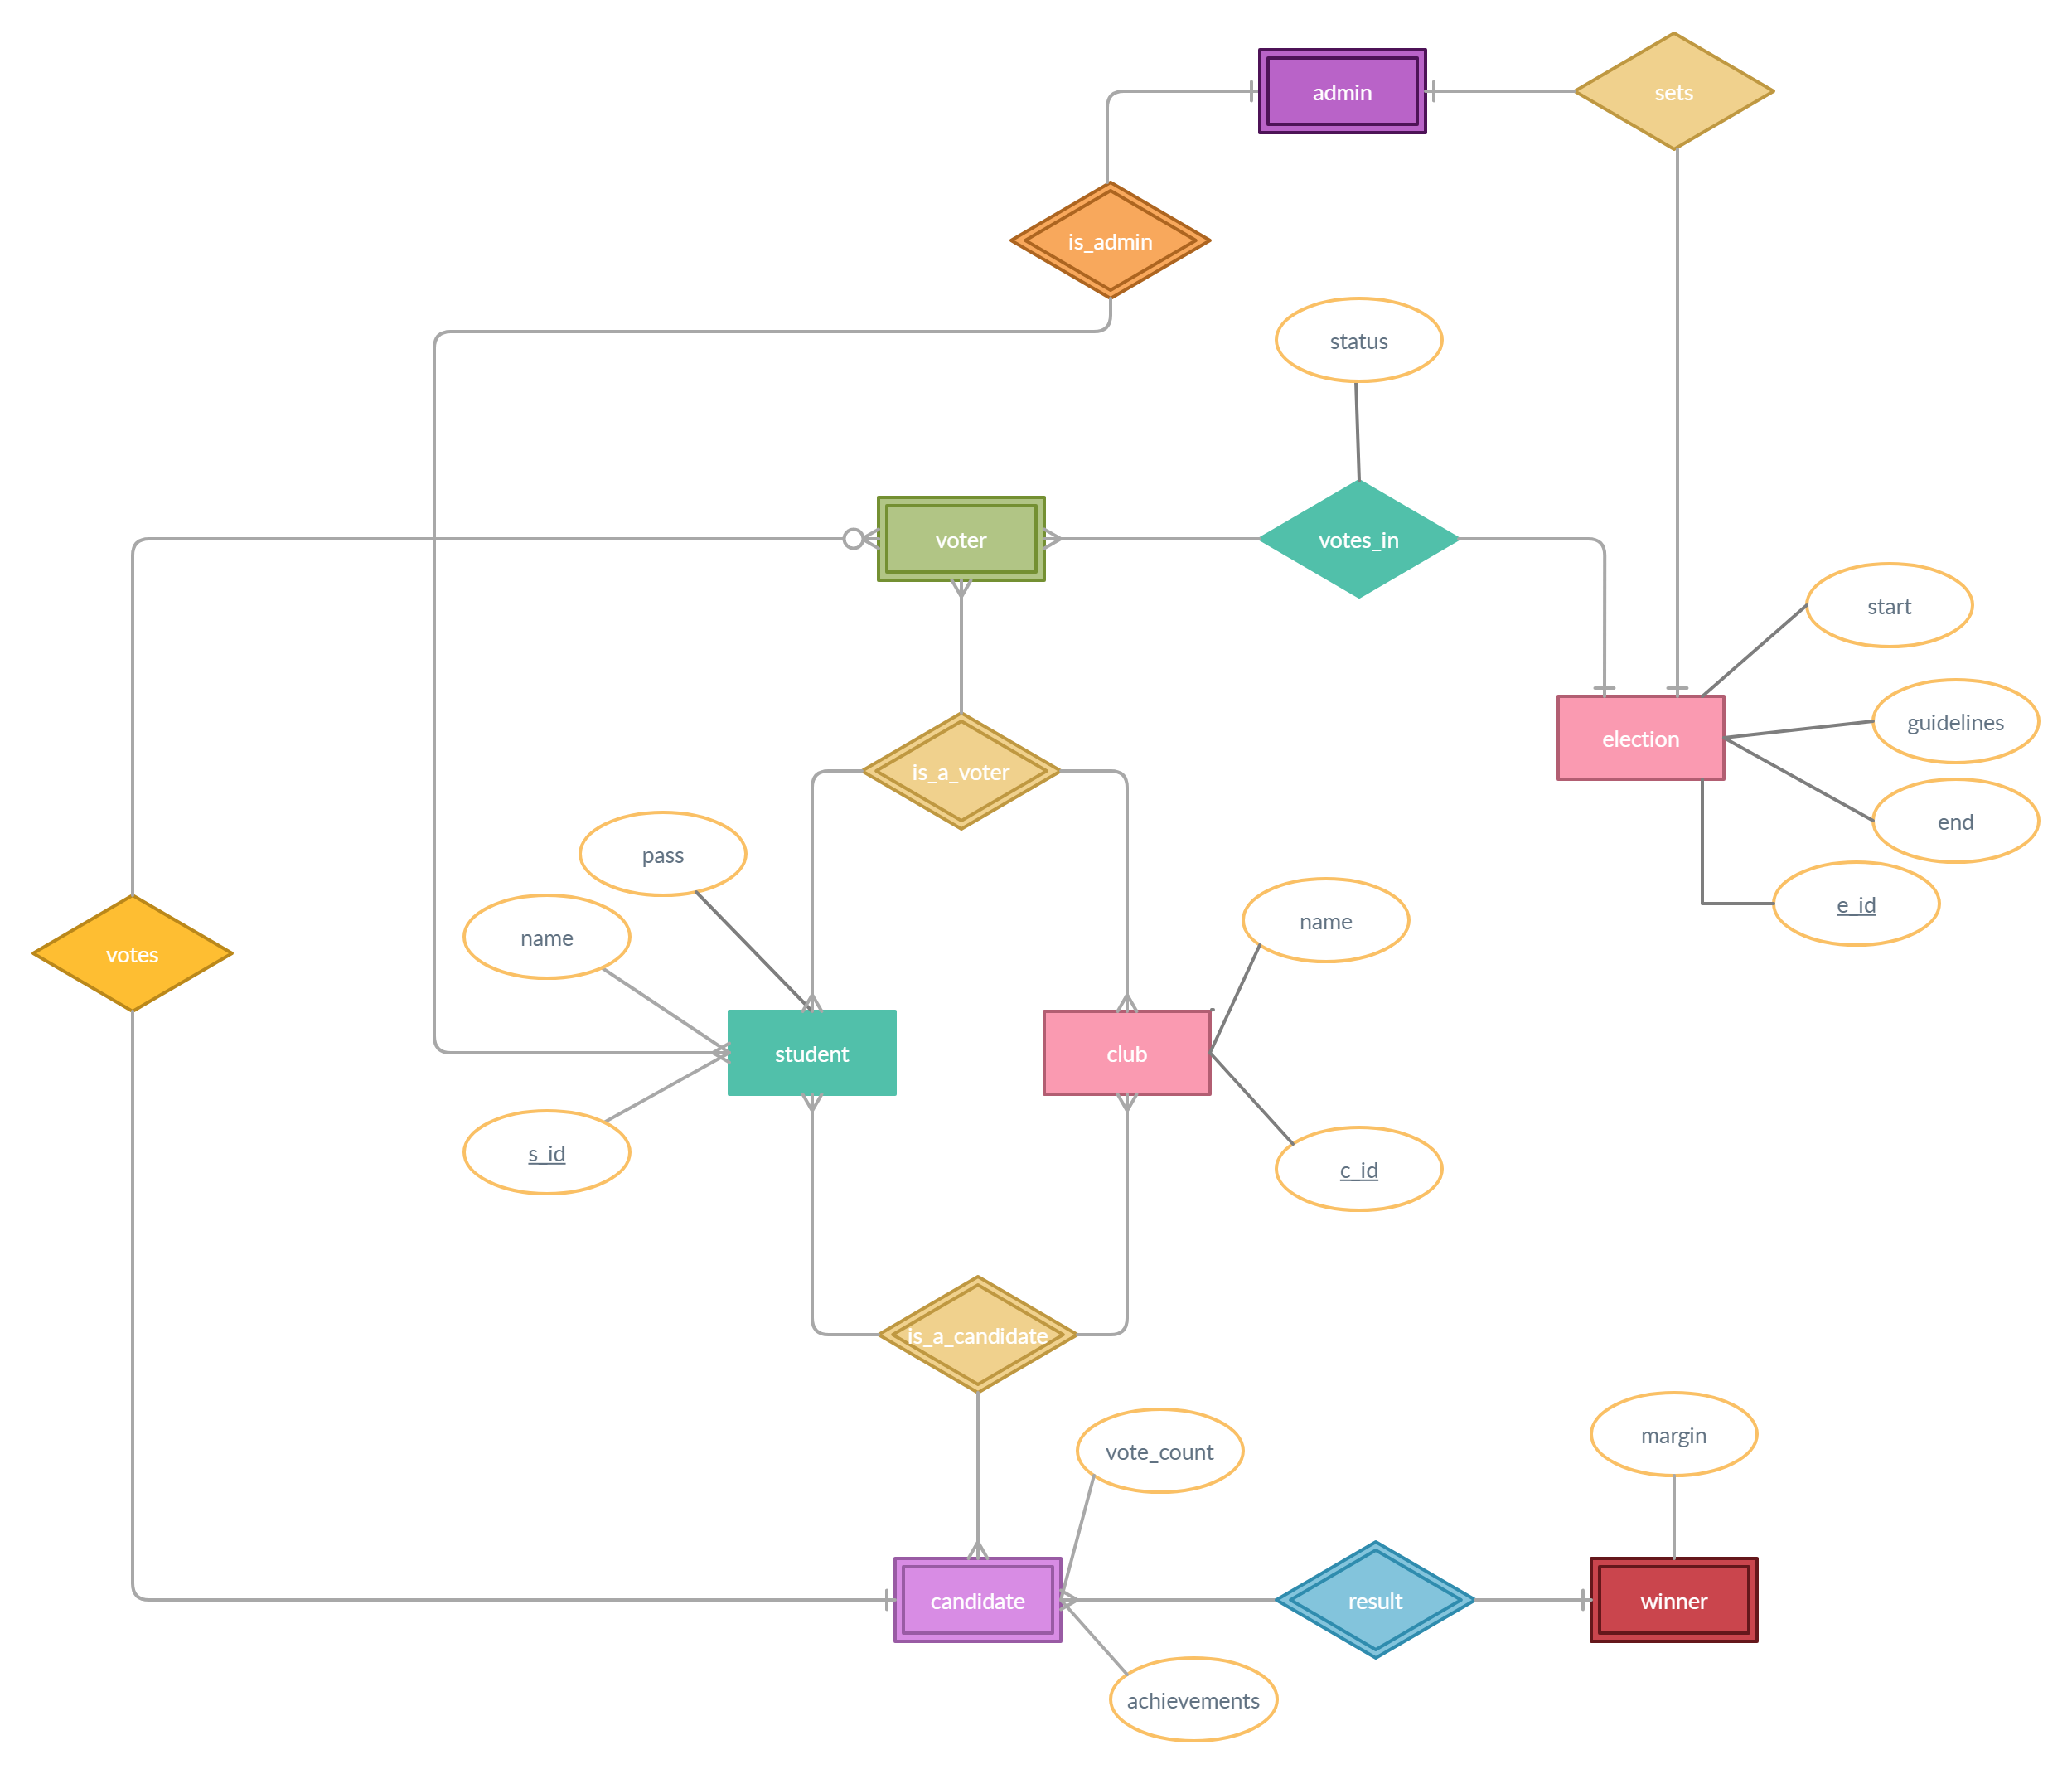 admin
sets
is_admin
status
voter
votes_in
start
guidelines
election
is_a_voter
end
pass
e_id
name
name
votes
student
club
s_id
c_id
is_a_candidate
margin
vote_count
candidate
result
winner
achievements